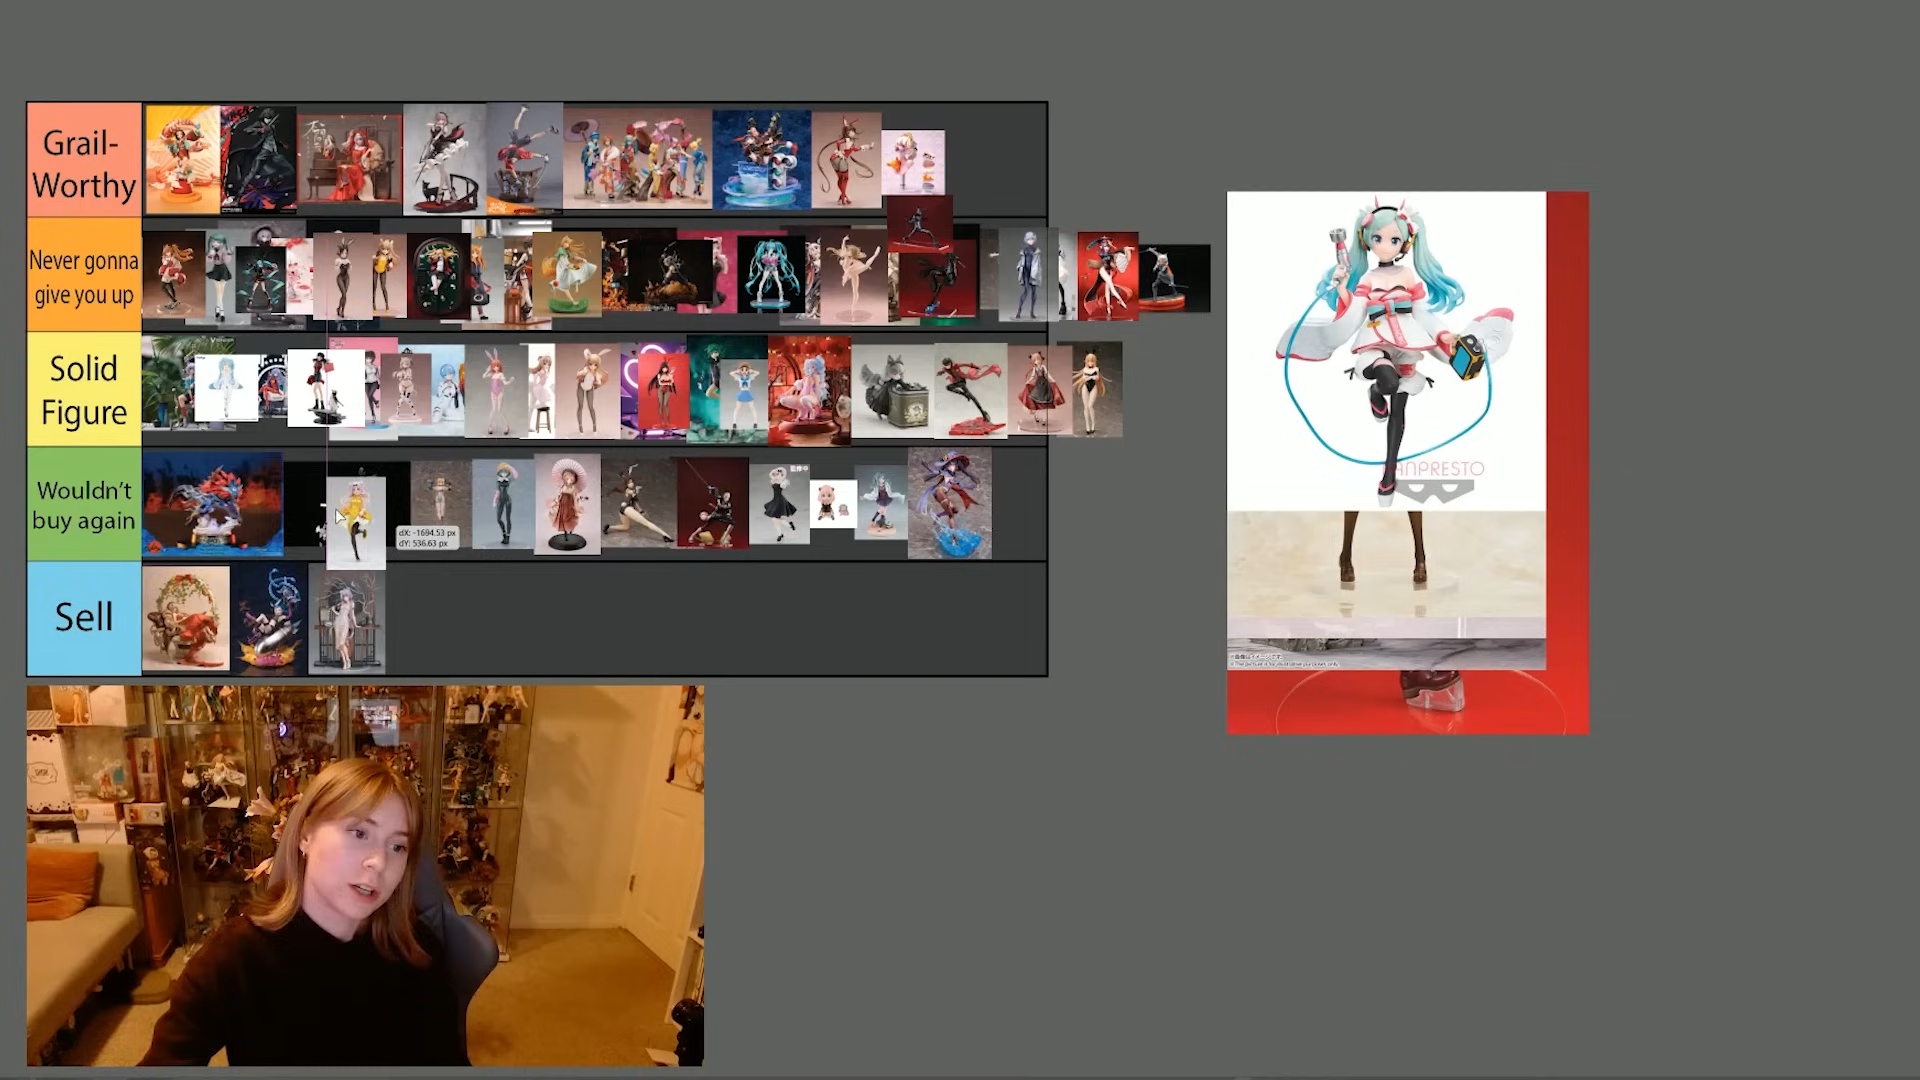 Grail-
Worthy
Never gonna
give you up
Solid
Figure
Wouldn't
buy again
dX: -1694.53 px
dY: 536.63 px
Sell
ANPRESTO